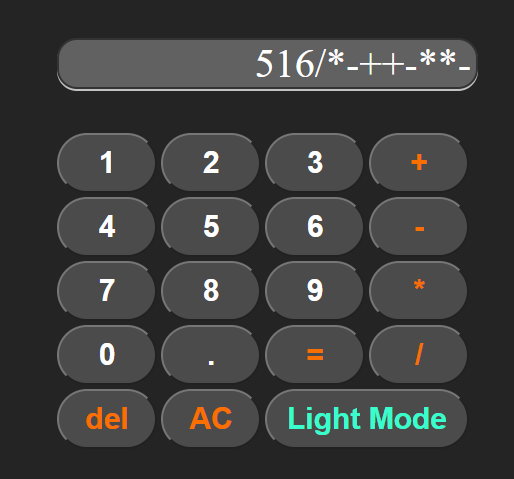 516/*-++-**-
1 2 3 +
4 5 6 -
7 8 9 *
0 . = /
del AC Light Mode